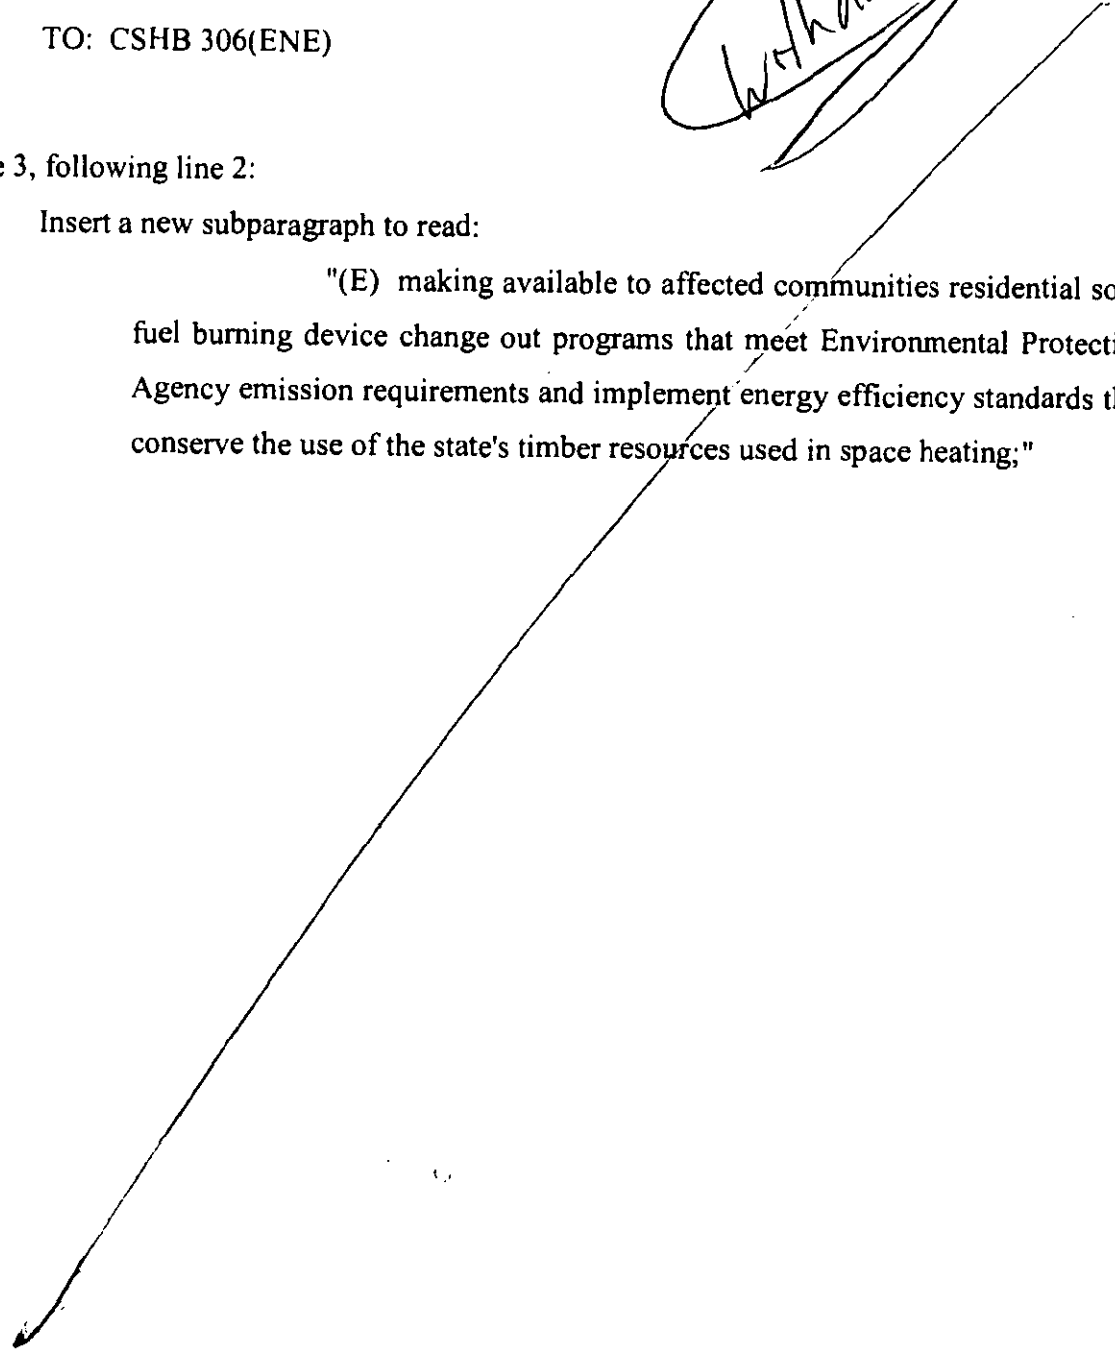 TO: CSHB 306(ENE)
3, following line 2:
Insert a new subparagraph to read:
"(E) making available to affected communities residential so
fuel burning device change out programs that meet Environmental Protecti
Agency emission requirements and implement energy efficiency standards t
conserve the use of the state's timber resources used in space heating;"